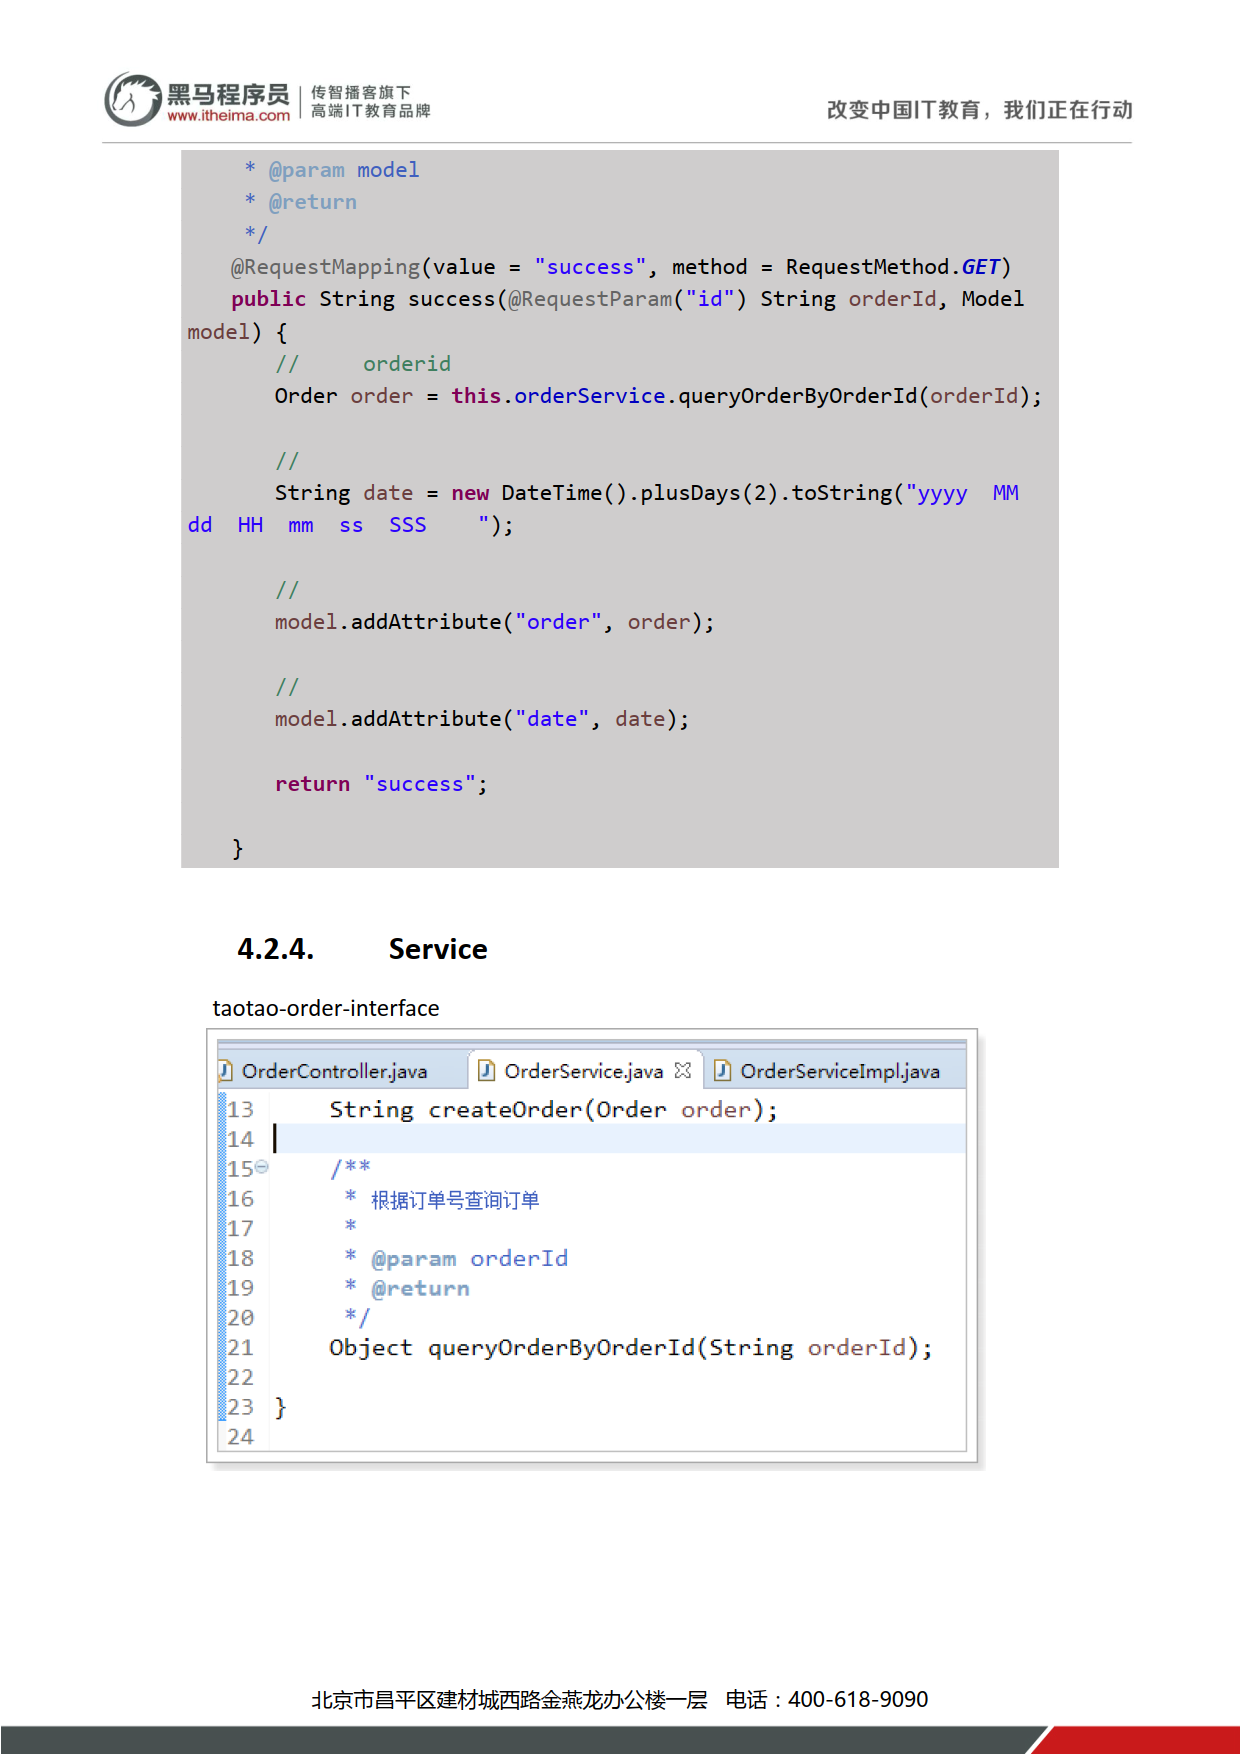 黑马程序员
www.itheima.com
传智播客旗下
高端IT教育品牌
改变中国IT教育，我们正在行动
* @param model
* @return
*/
@RequestMapping(value = "success", method = RequestMethod.GET)
public String success(@RequestParam("id") String orderId, Model
model) {
// orderid
Order order = this.orderService.queryOrderByOrderId(orderId);
//
String date = new DateTime().plusDays(2).toString("yyyy MM
dd HH mm ss SSS ");
//
model.addAttribute("order", order);
//
model.addAttribute("date", date);
return "success";
}
4.2.4. Service
taotao-order-interface
OrderController.java OrderService.java OrderServiceImpl.java
13 String createOrder(Order order);
14
15 /**
16 * 根据订单号查询订单
17 *
18 * @param orderId
19 * @return
20 */
21 Object queryOrderByOrderId(String orderId);
22
23 }
24
北京市昌平区建材城西路金燕龙办公楼一层 电话：400-618-9090